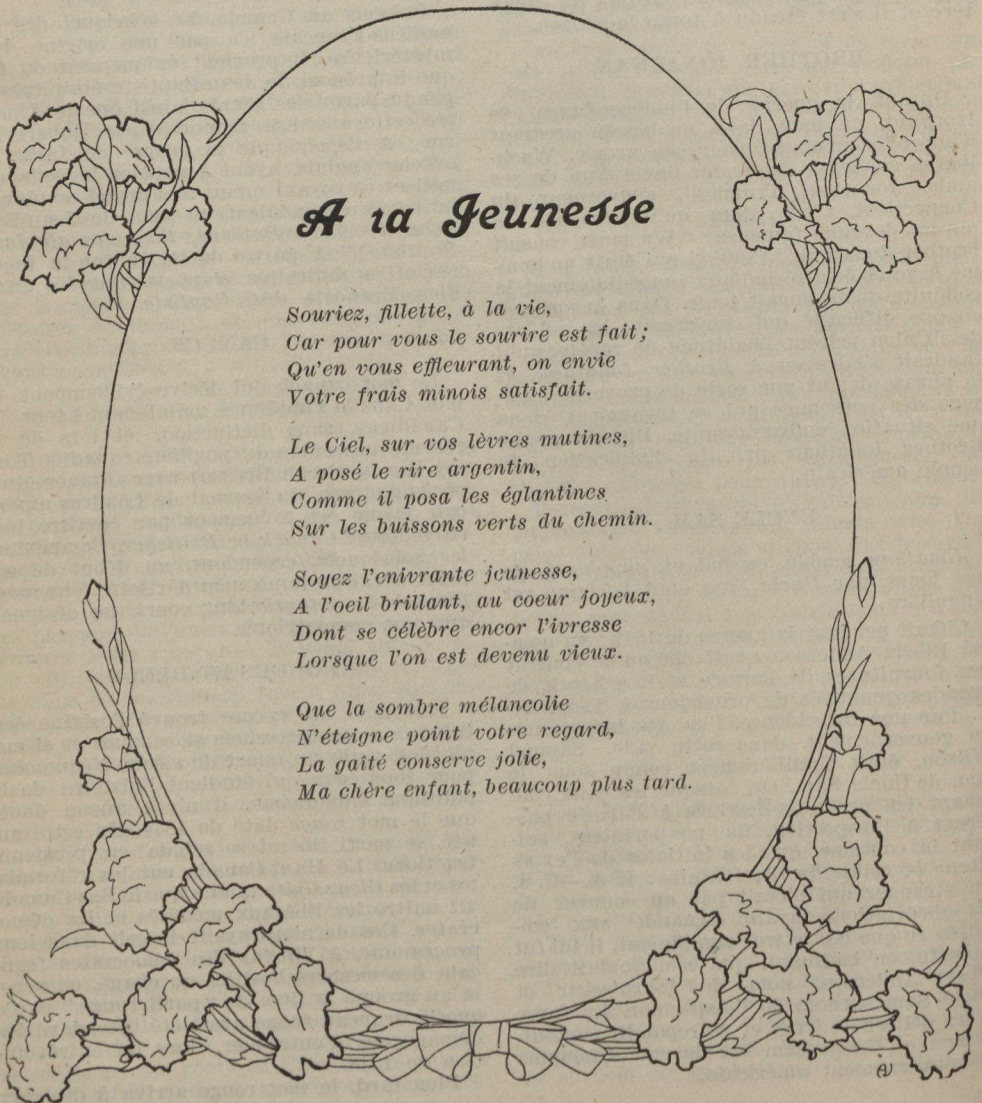 A la Jeunesse
Souriez, fillette, à la vie,
Car pour vous le sourire est fait;
Qu'en vous effleurant, on envie
Votre frais minois satisfait.
Le Ciel, sur vos lèvres mutines,
A posé le rire argentin,
Comme il posa les églantines
Sur les buissons verts du chemin.
Soyez l'enivrante jeunesse,
A l'oeil brillant, au coeur joyeux,
Dont se célèbre encor l'ivresse
Lorsque l'on est devenu vieux.
Que la sombre mélancolie
N'éteigne point votre regard,
La gaîté conserve jolie,
Ma chère enfant, beaucoup plus tard.